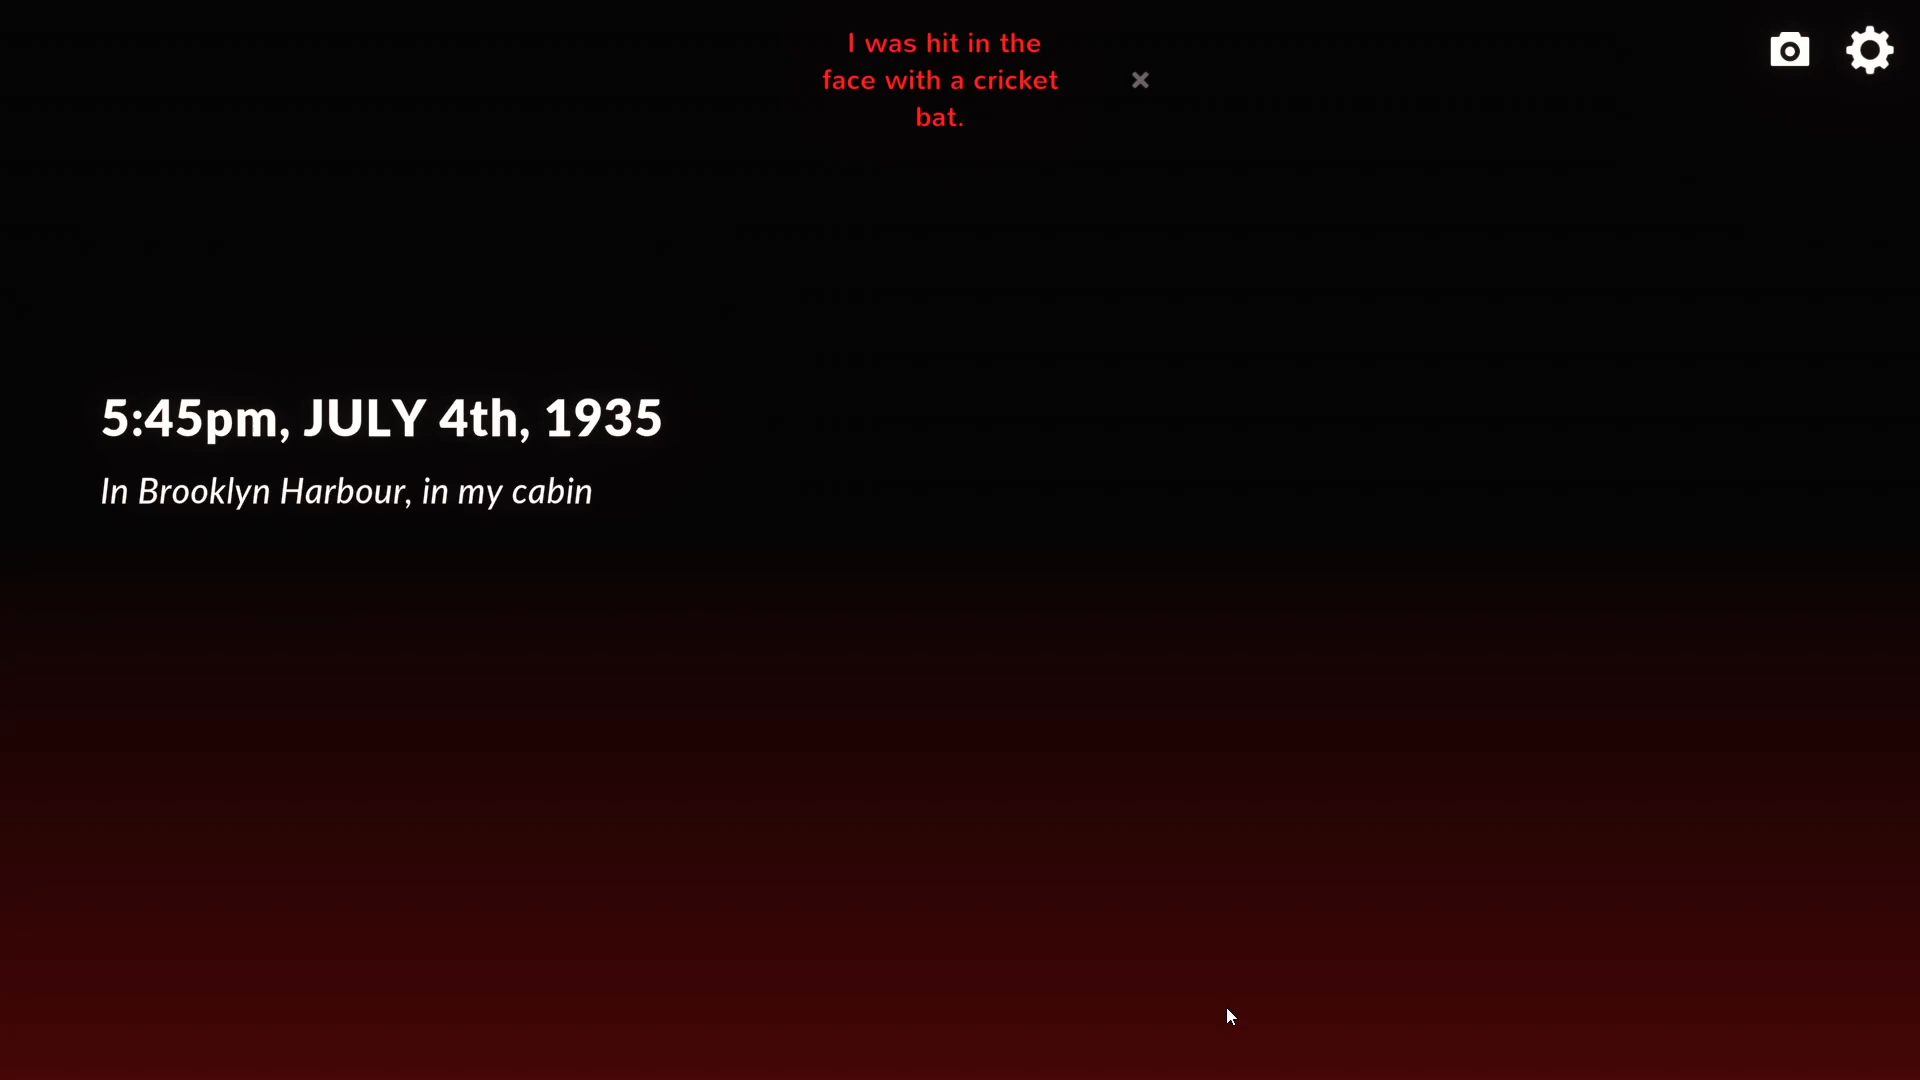 I was hit in the
face with a cricket
bat.
5:45pm, JULY 4th, 1935
In Brooklyn Harbour, in my cabin